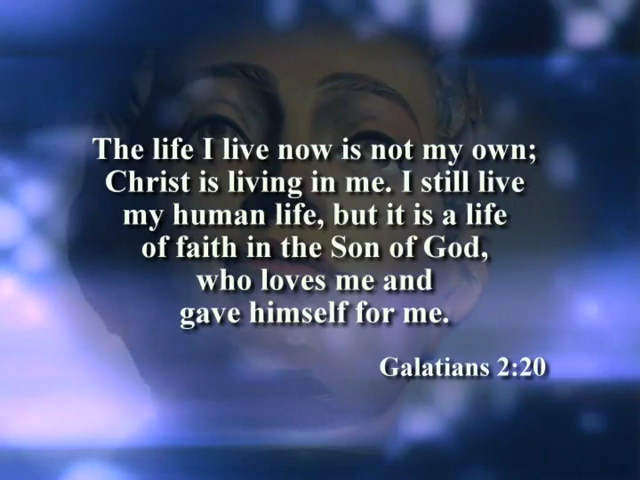 The life I live now is not my own;
Christ is living in me. I still live
my human life, but it is a life
of faith in the Son of God,
who loves me and
gave himself for me.
Galatians 2:20